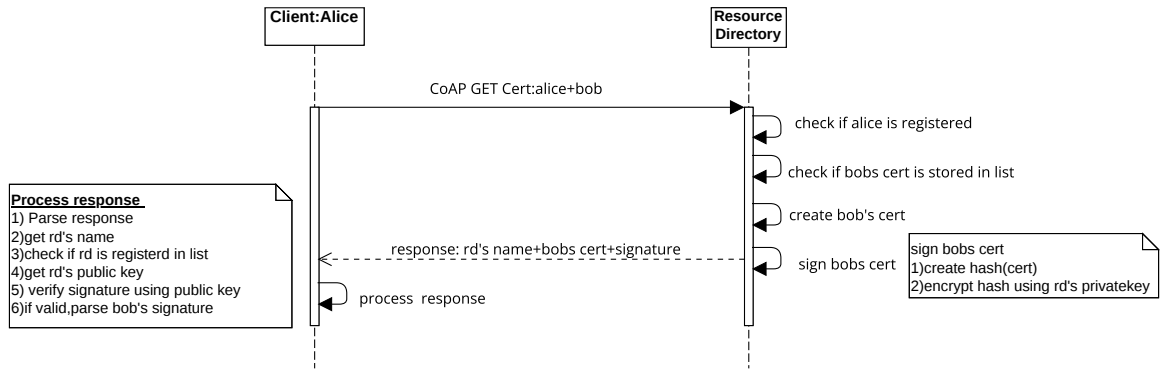 Client:Alice
Resource
Directory
CoAP GET Cert:alice+bob
check if alice is registered
check if bobs cert is stored in list
create bob's cert
response: rd's name+bobs cert+signature
sign bobs cert
process  response
Process response
1) Parse response
2)get rd's name
3)check if rd is registerd in list
4)get rd's public key
5) verify signature using public key
6)if valid,parse bob's signature
sign bobs cert
1)create hash(cert)
2)encrypt hash using rd's privatekey